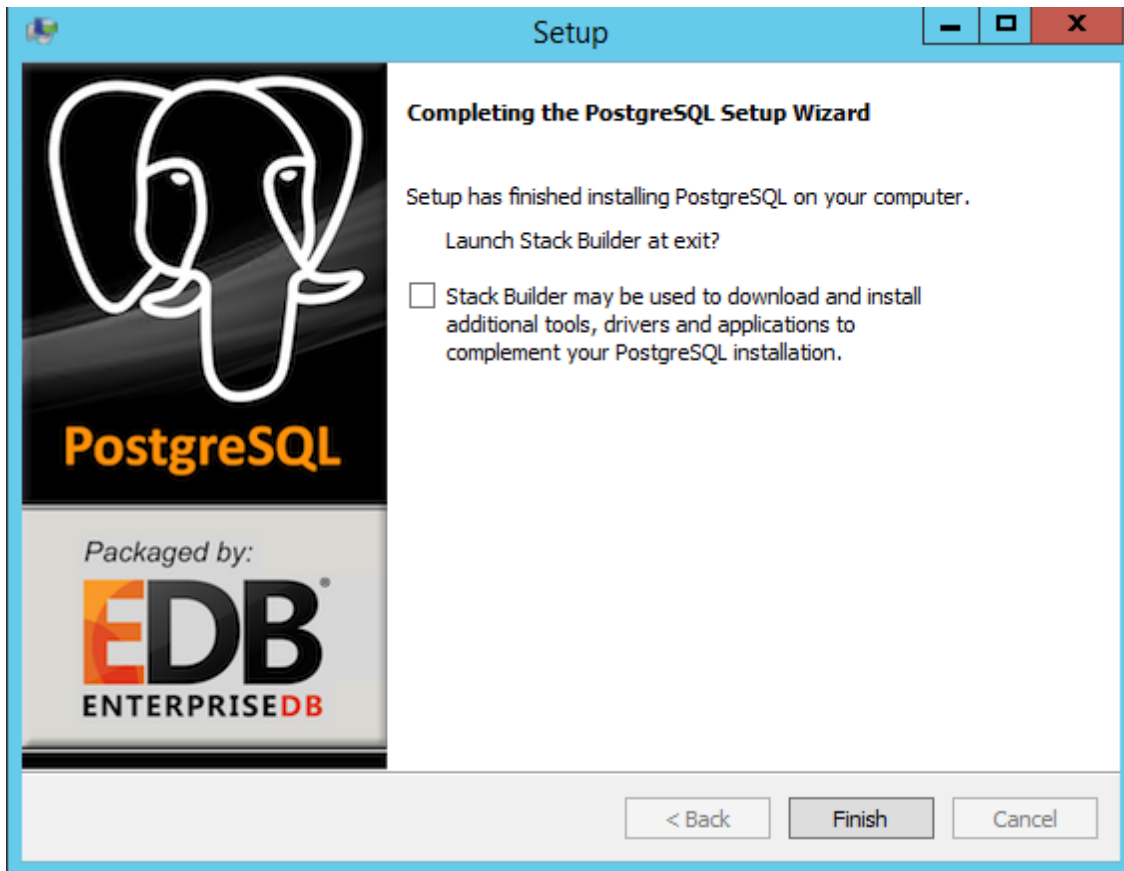 Setup
Completing the PostgreSQL Setup Wizard
Setup has finished installing PostgreSQL on your computer.
Launch Stack Builder at exit?
Stack Builder may be used to download and install
additional tools, drivers and applications to
complement your PostgreSQL installation.
PostgreSQL
Packaged by:
EDB®
ENTERPRISEDB
< Back
Finish
Cancel